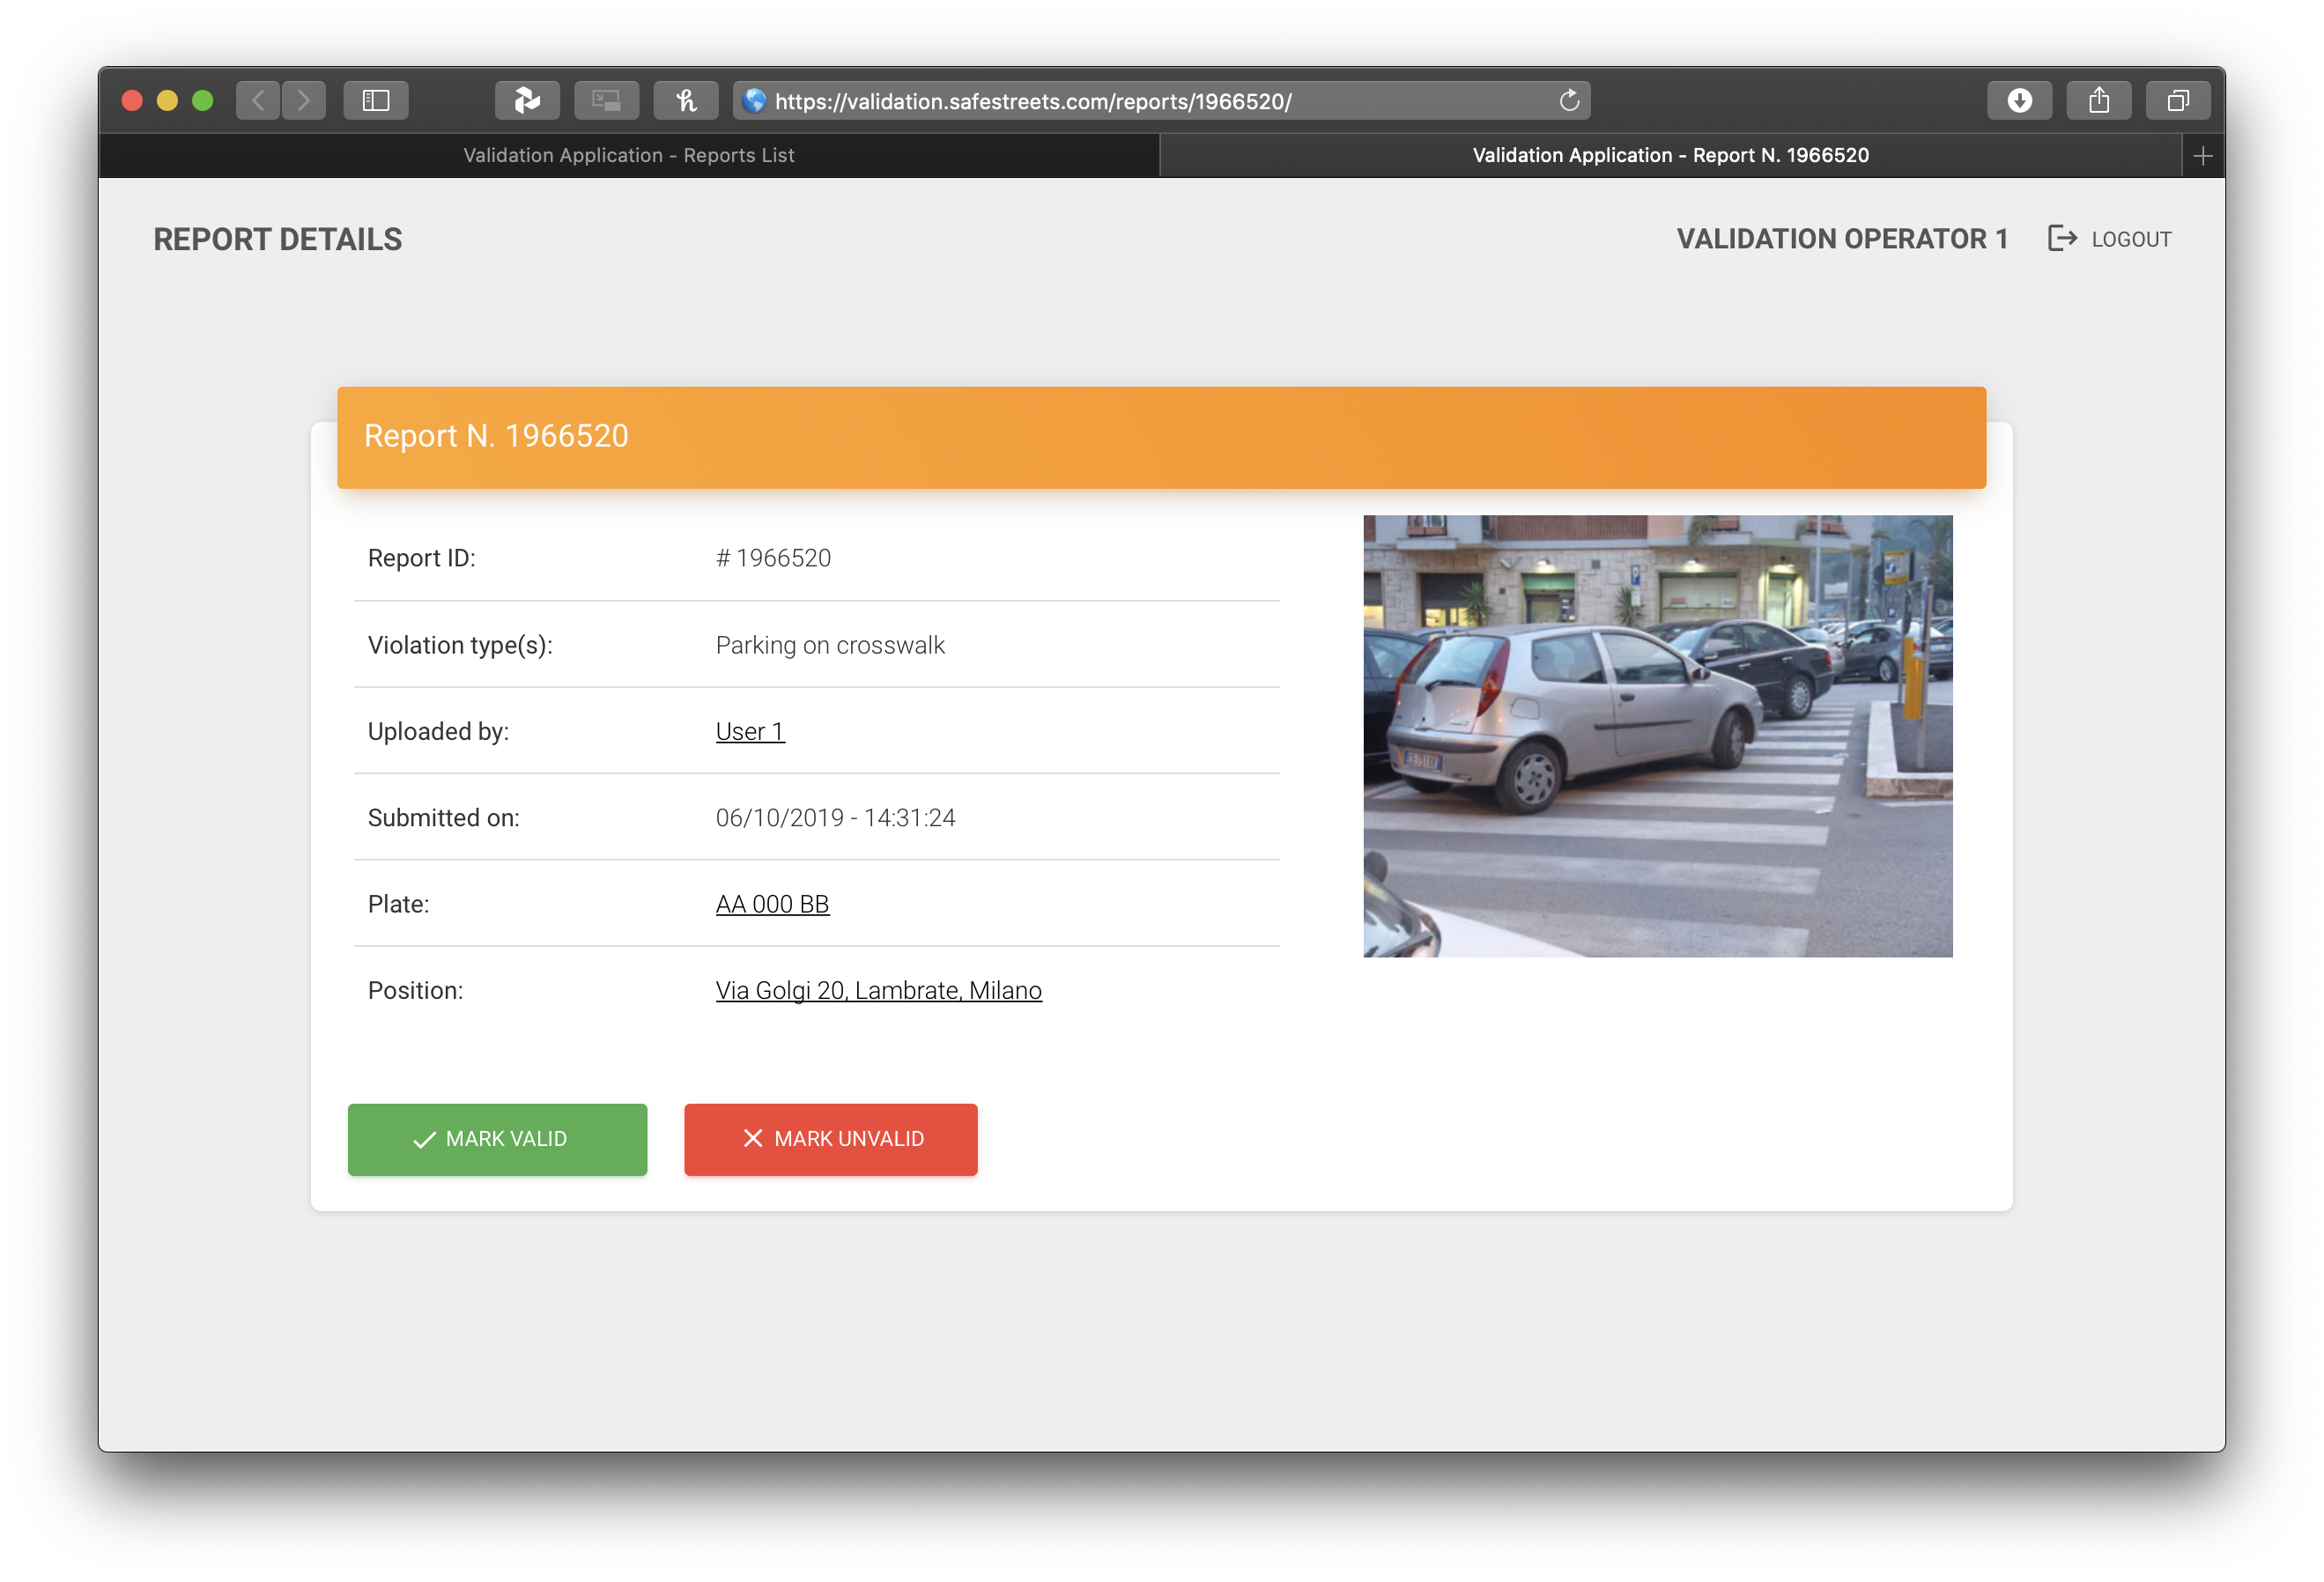 https://validation.safestreets.com/reports/1966520/
Validation Application - Reports List
Validation Application - Report N. 1966520
REPORT DETAILS
VALIDATION OPERATOR 1
LOGOUT
Report N. 1966520
Report ID: # 1966520
Violation type(s): Parking on crosswalk
Uploaded by: User 1
Submitted on: 06/10/2019 - 14:31:24
Plate: AA 000 BB
Position: Via Golgi 20, Lambrate, Milano
MARK VALID
MARK UNVALID